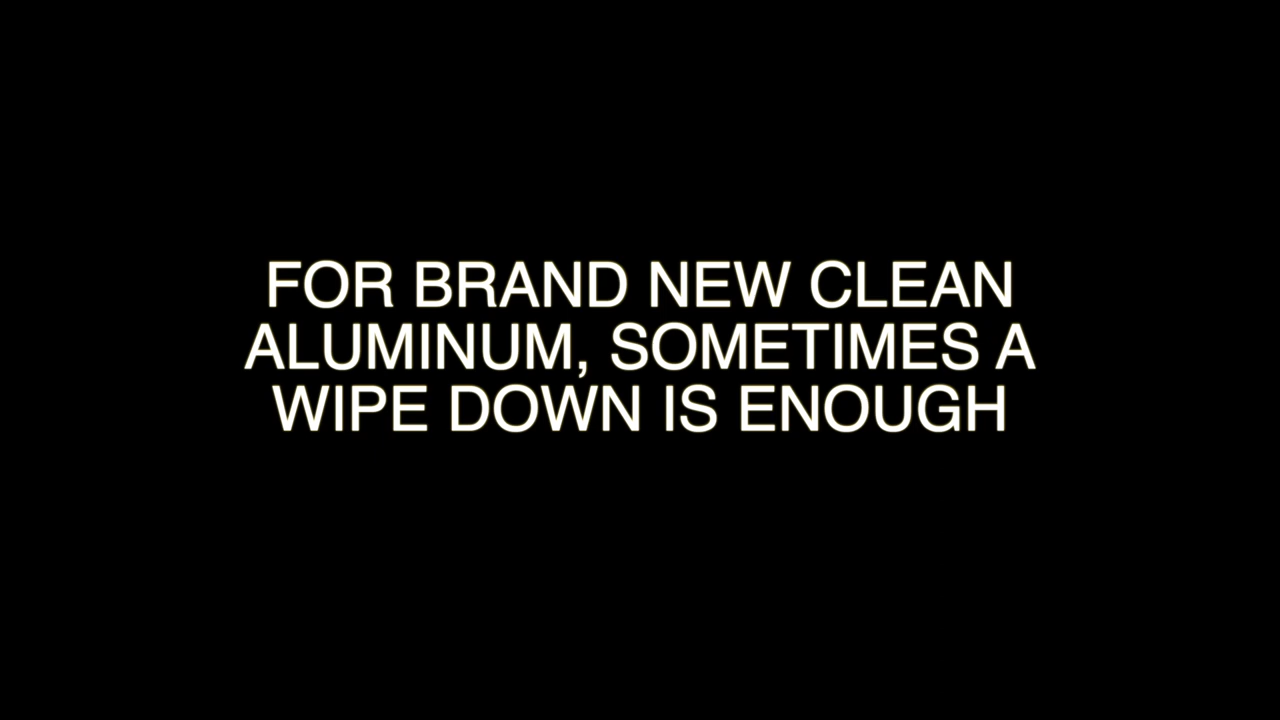 FOR BRAND NEW CLEAN
ALUMINUM, SOMETIMES A
WIPE DOWN IS ENOUGH